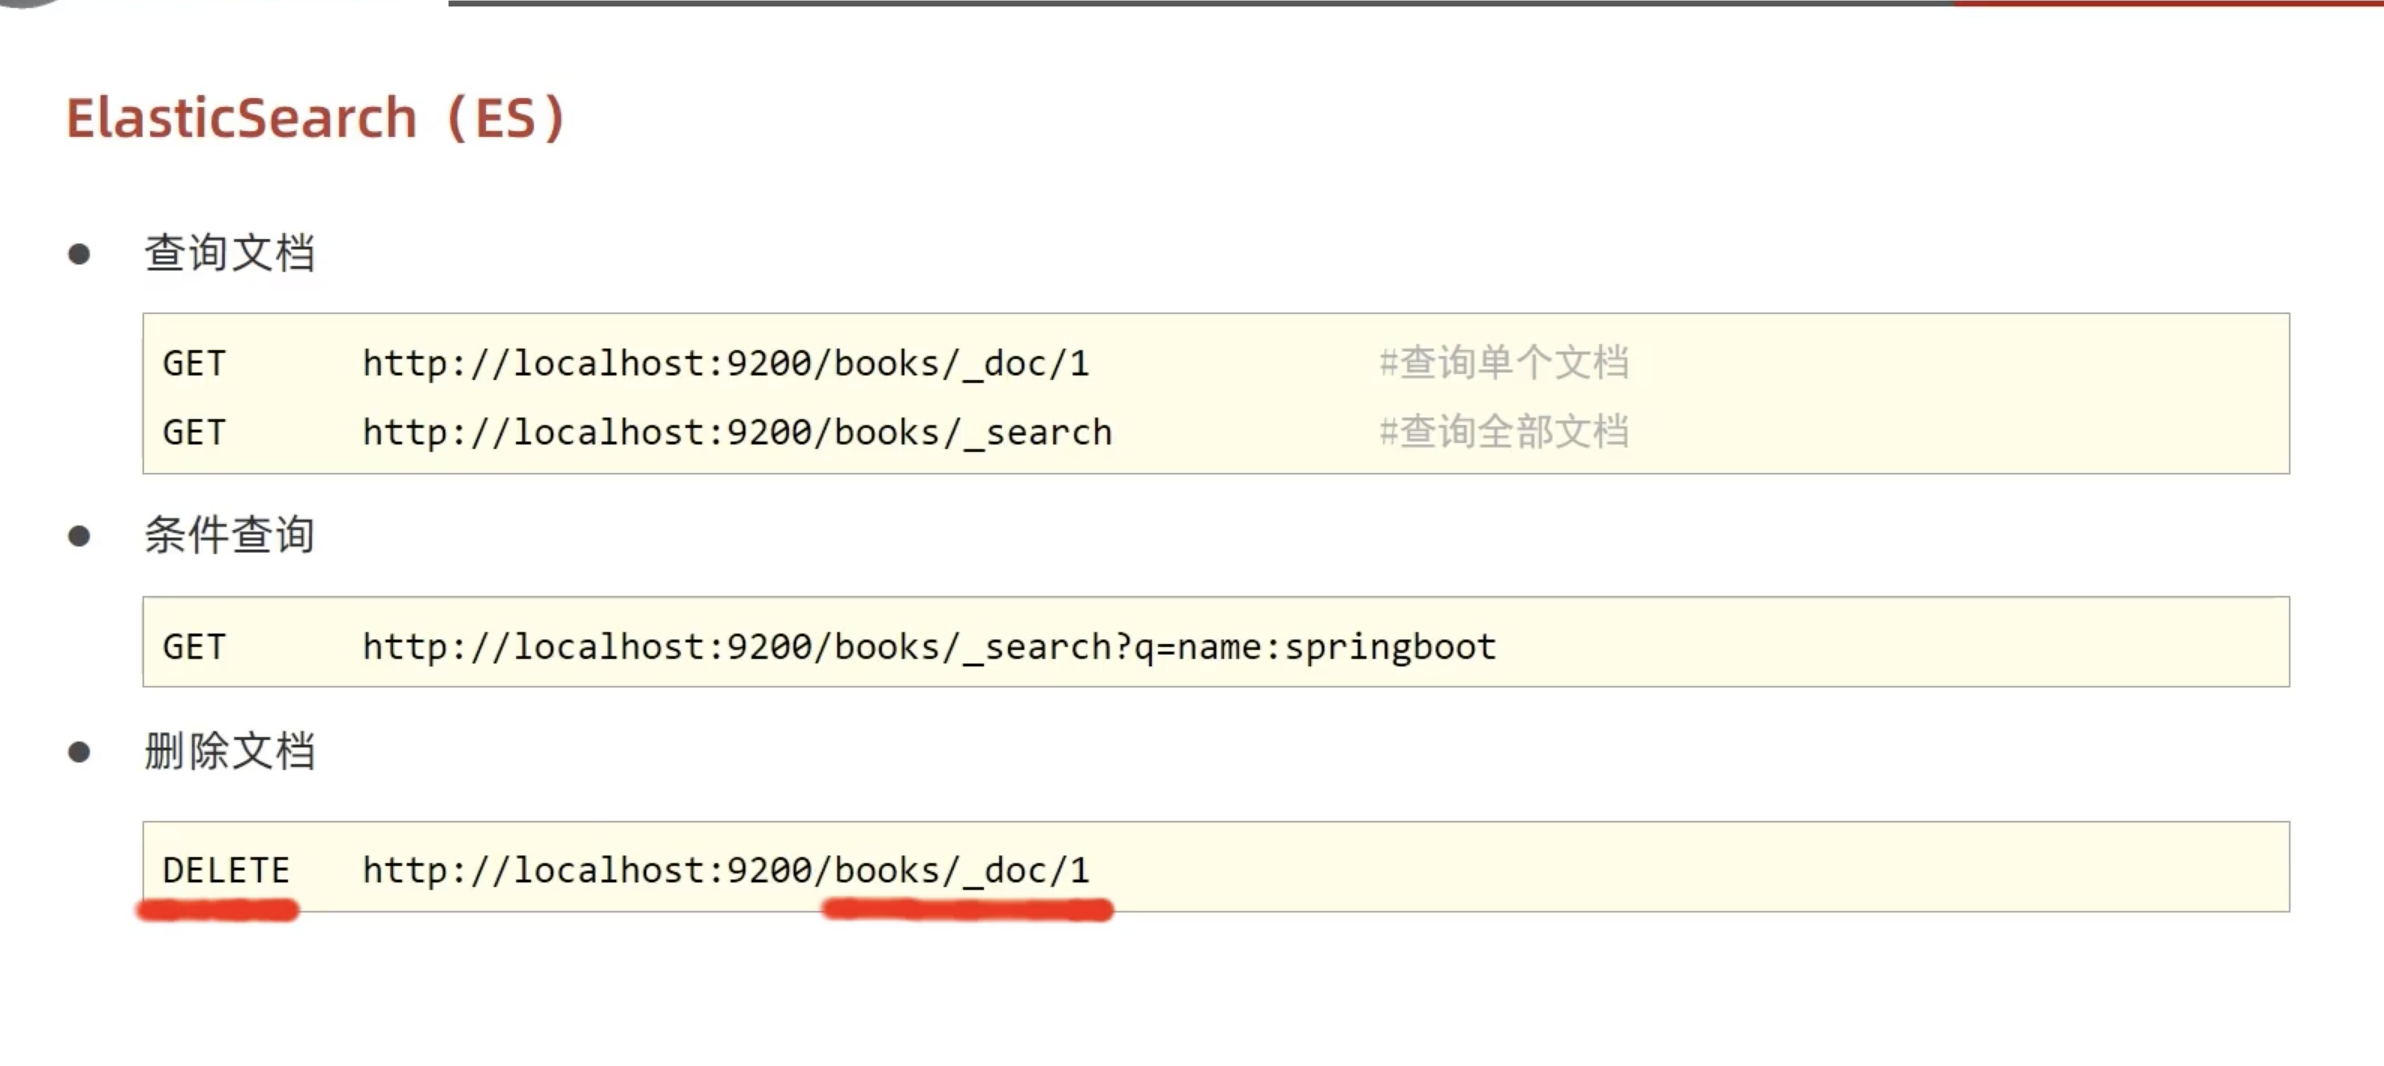 ElasticSearch（ES）
● 查询文档
GET http://localhost:9200/books/_doc/1 #查询单个文档
GET http://localhost:9200/books/_search #查询全部文档
● 条件查询
GET http://localhost:9200/books/_search?q=name:springboot
● 删除文档
DELETE http://localhost:9200/books/_doc/1